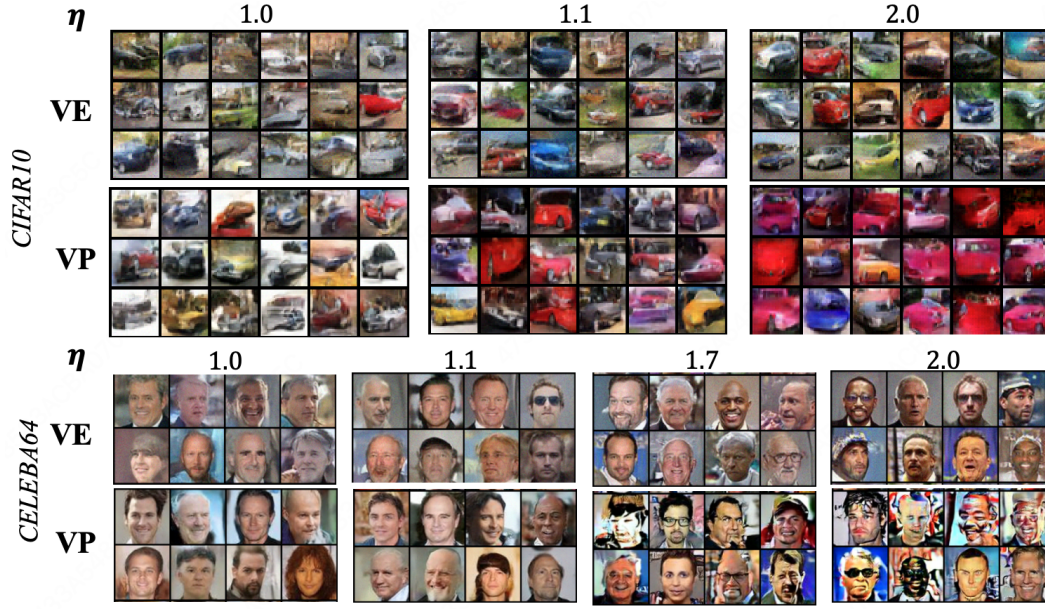 η 1.0 1.1 2.0
VE
CIFAR10
VP
η 1.0 1.1 1.7 2.0
VE
CELEBA64
VP